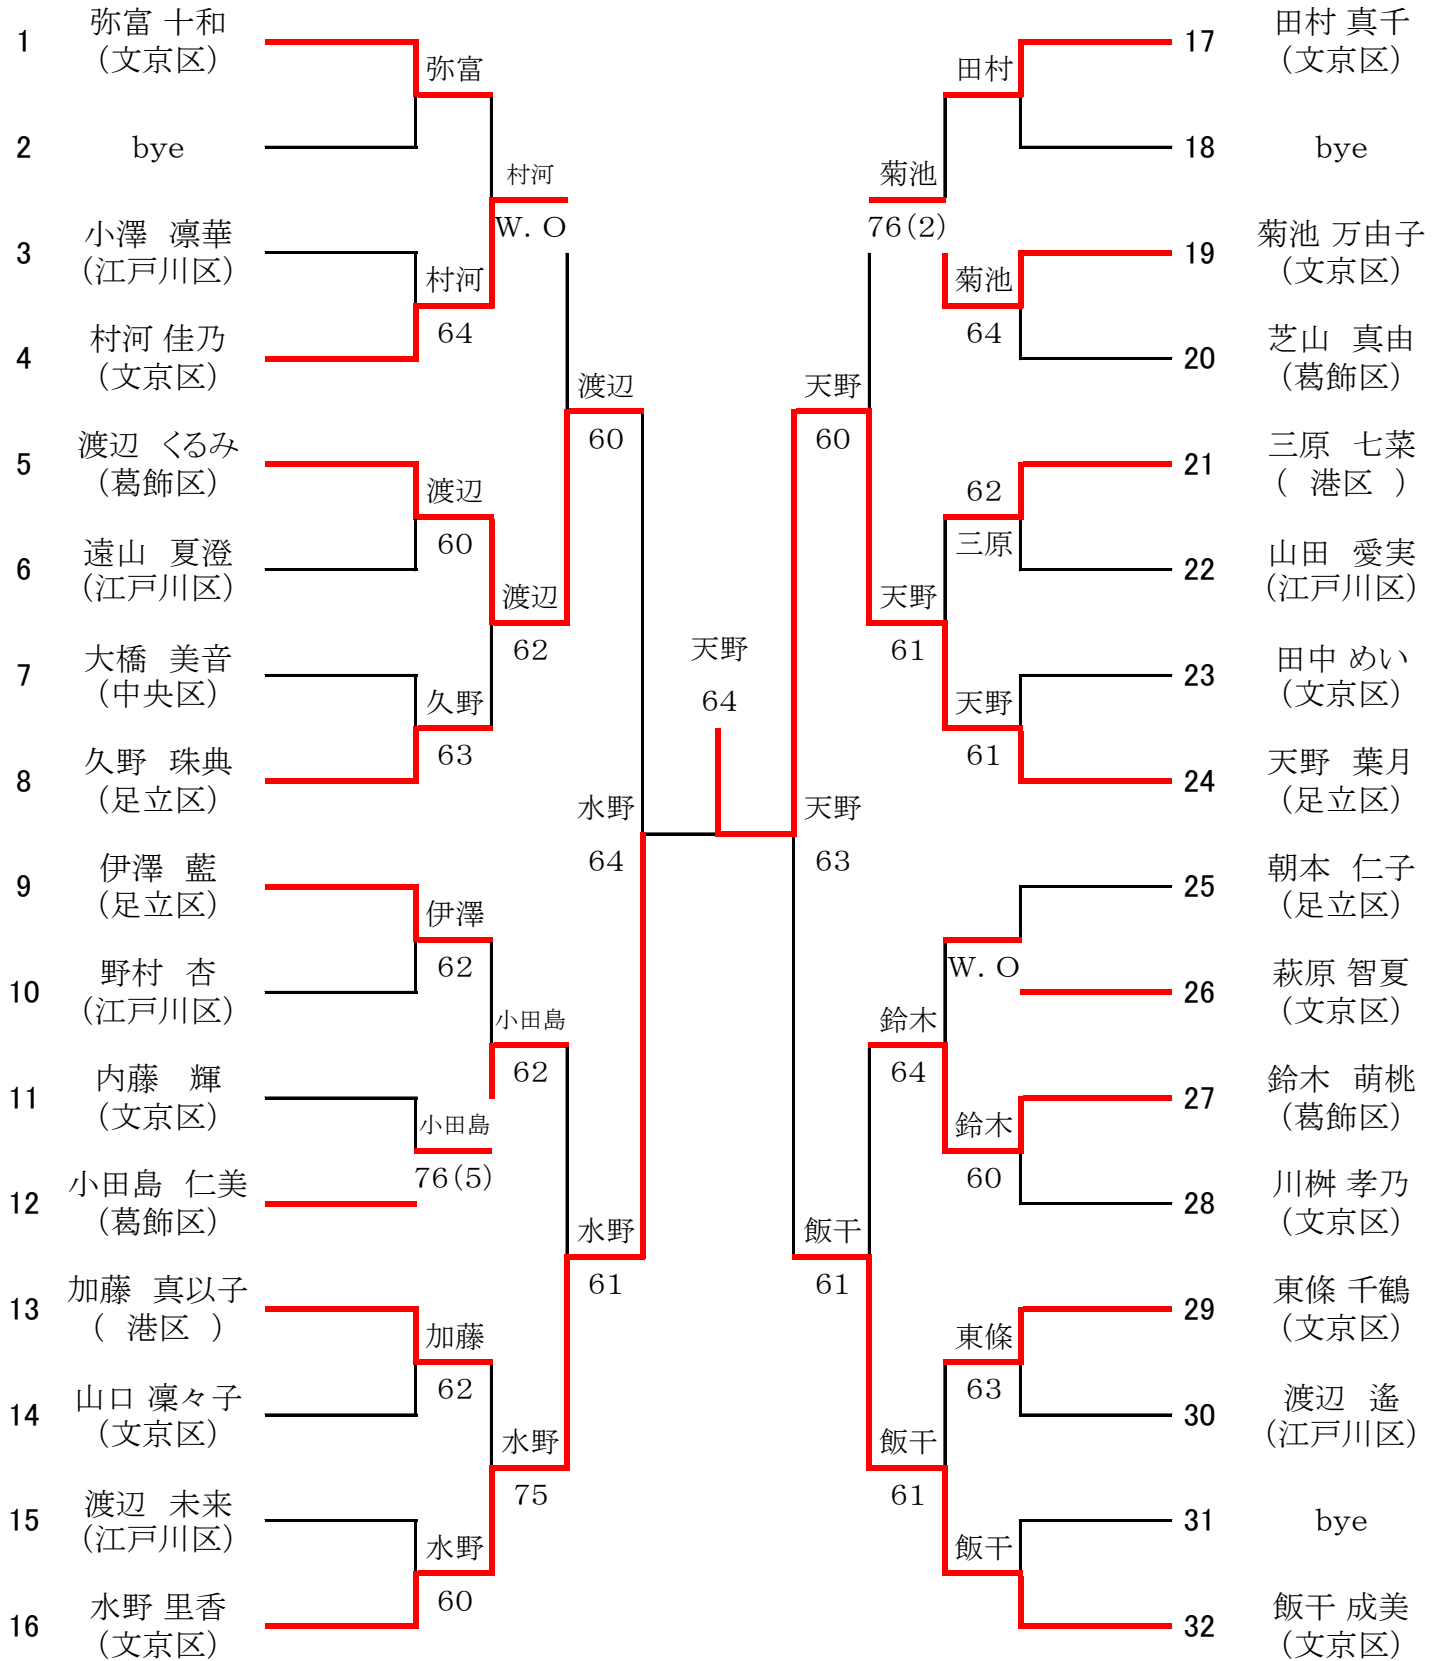 1
弥富 十和
(文京区)
2
bye
3
小澤 凛華
(江戸川区)
4
村河 佳乃
(文京区)
5
渡辺 くるみ
(葛飾区)
6
遠山 夏澄
(江戸川区)
7
大橋 美音
(中央区)
8
久野 珠典
(足立区)
9
伊澤 藍
(足立区)
10
野村 杏
(江戸川区)
11
内藤 輝
(文京区)
12
小田島 仁美
(葛飾区)
13
加藤 真以子
( 港区 )
14
山口 凜々子
(文京区)
15
渡辺 未来
(江戸川区)
16
水野 里香
(文京区)
弥富
村河
64
渡辺
60
久野
63
伊澤
62
小田島
76(5)
加藤
62
水野
60
村河
W. O
渡辺
62
小田島
62
水野
75
渡辺
60
水野
61
水野
64
天野
64
天野
63
天野
60
飯干
61
菊池
76(2)
天野
61
鈴木
64
飯干
61
田村
菊池
64
62
三原
天野
61
W. O
鈴木
60
東條
63
飯干
17
田村 真千
(文京区)
18
bye
19
菊池 万由子
(文京区)
20
芝山 真由
(葛飾区)
21
三原 七菜
( 港区 )
22
山田 愛実
(江戸川区)
23
田中 めい
(文京区)
24
天野 葉月
(足立区)
25
朝本 仁子
(足立区)
26
萩原 智夏
(文京区)
27
鈴木 萌桃
(葛飾区)
28
川桝 孝乃
(文京区)
29
東條 千鶴
(文京区)
30
渡辺 遙
(江戸川区)
31
bye
32
飯干 成美
(文京区)